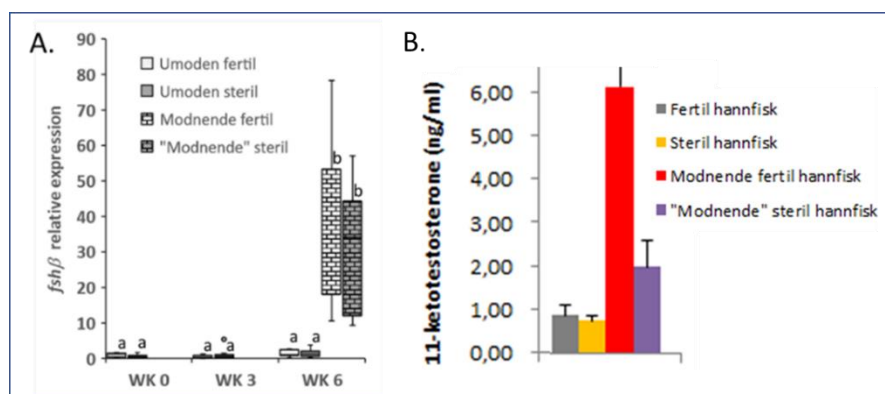 A.
fshβ relative expression
90
80
70
60
50
40
30
20
10
0
Umoden fertil
Umoden steril
Modnende fertil
"Modnende" steril
a a
a a
a a
b
b
WK 0 WK 3 WK 6
B.
11-ketotestosterone (ng/ml)
6,00
5,00
4,00
3,00
2,00
1,00
0,00
Fertil hannfisk
Steril hannfisk
Modnende fertil hannfisk
"Modnende" steril hannfisk